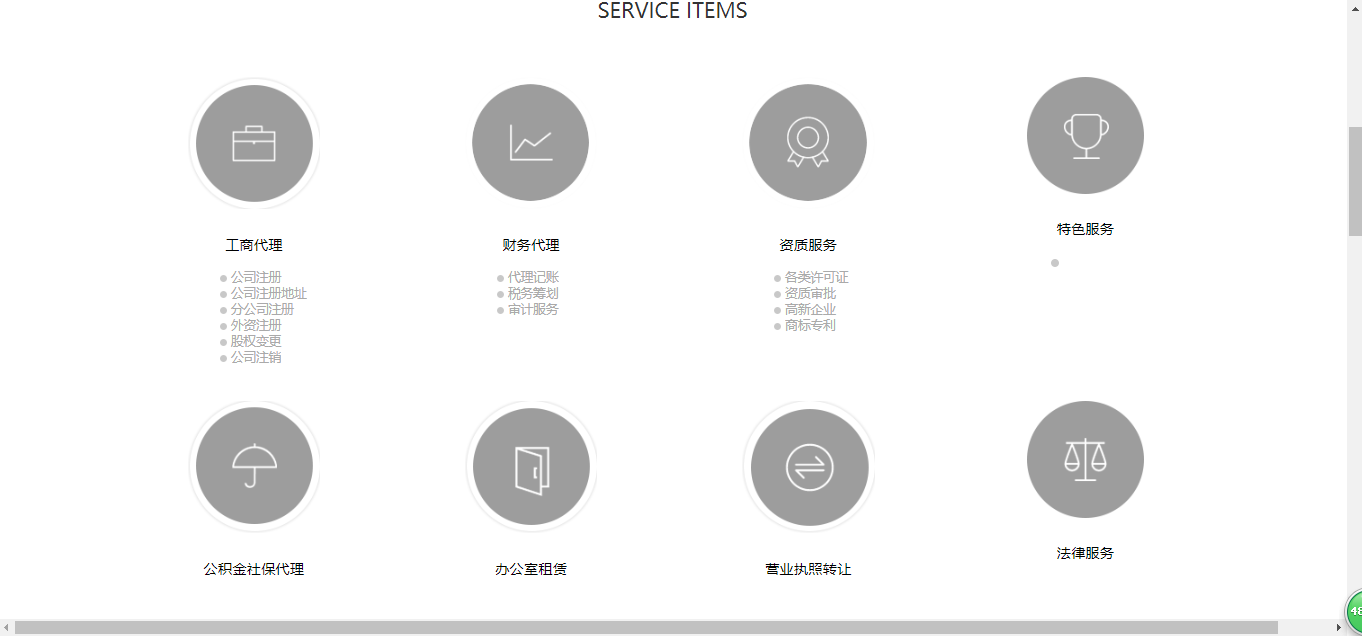 SERVICE ITEMS
工商代理
公司注册
公司注册地址
分公司注册
外资注册
股权变更
公司注销
财务代理
代理记账
税务筹划
审计服务
资质服务
各类许可证
资质审批
高新企业
商标专利
特色服务
公积金社保代理
办公室租赁
营业执照转让
法律服务
48